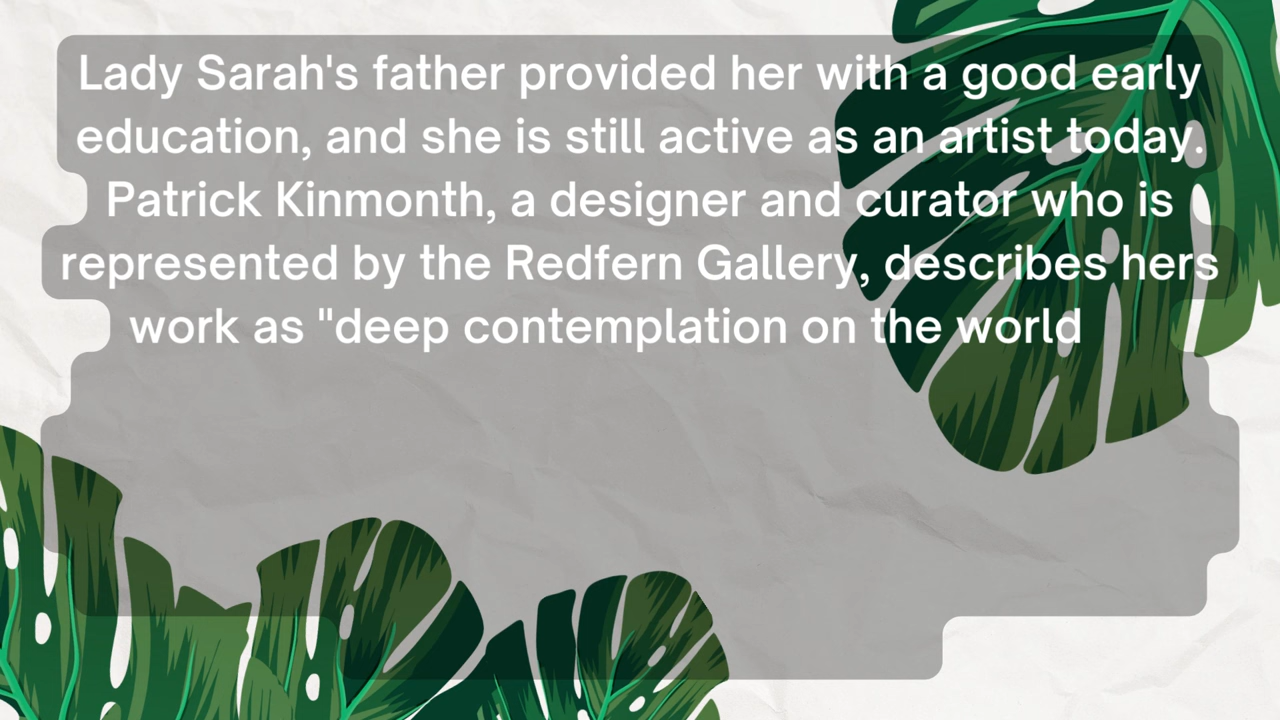 Lady Sarah's father provided her with a good early
education, and she is still active as an artist today.
Patrick Kinmonth, a designer and curator who is
represented by the Redfern Gallery, describes hers
work as "deep contemplation on the world